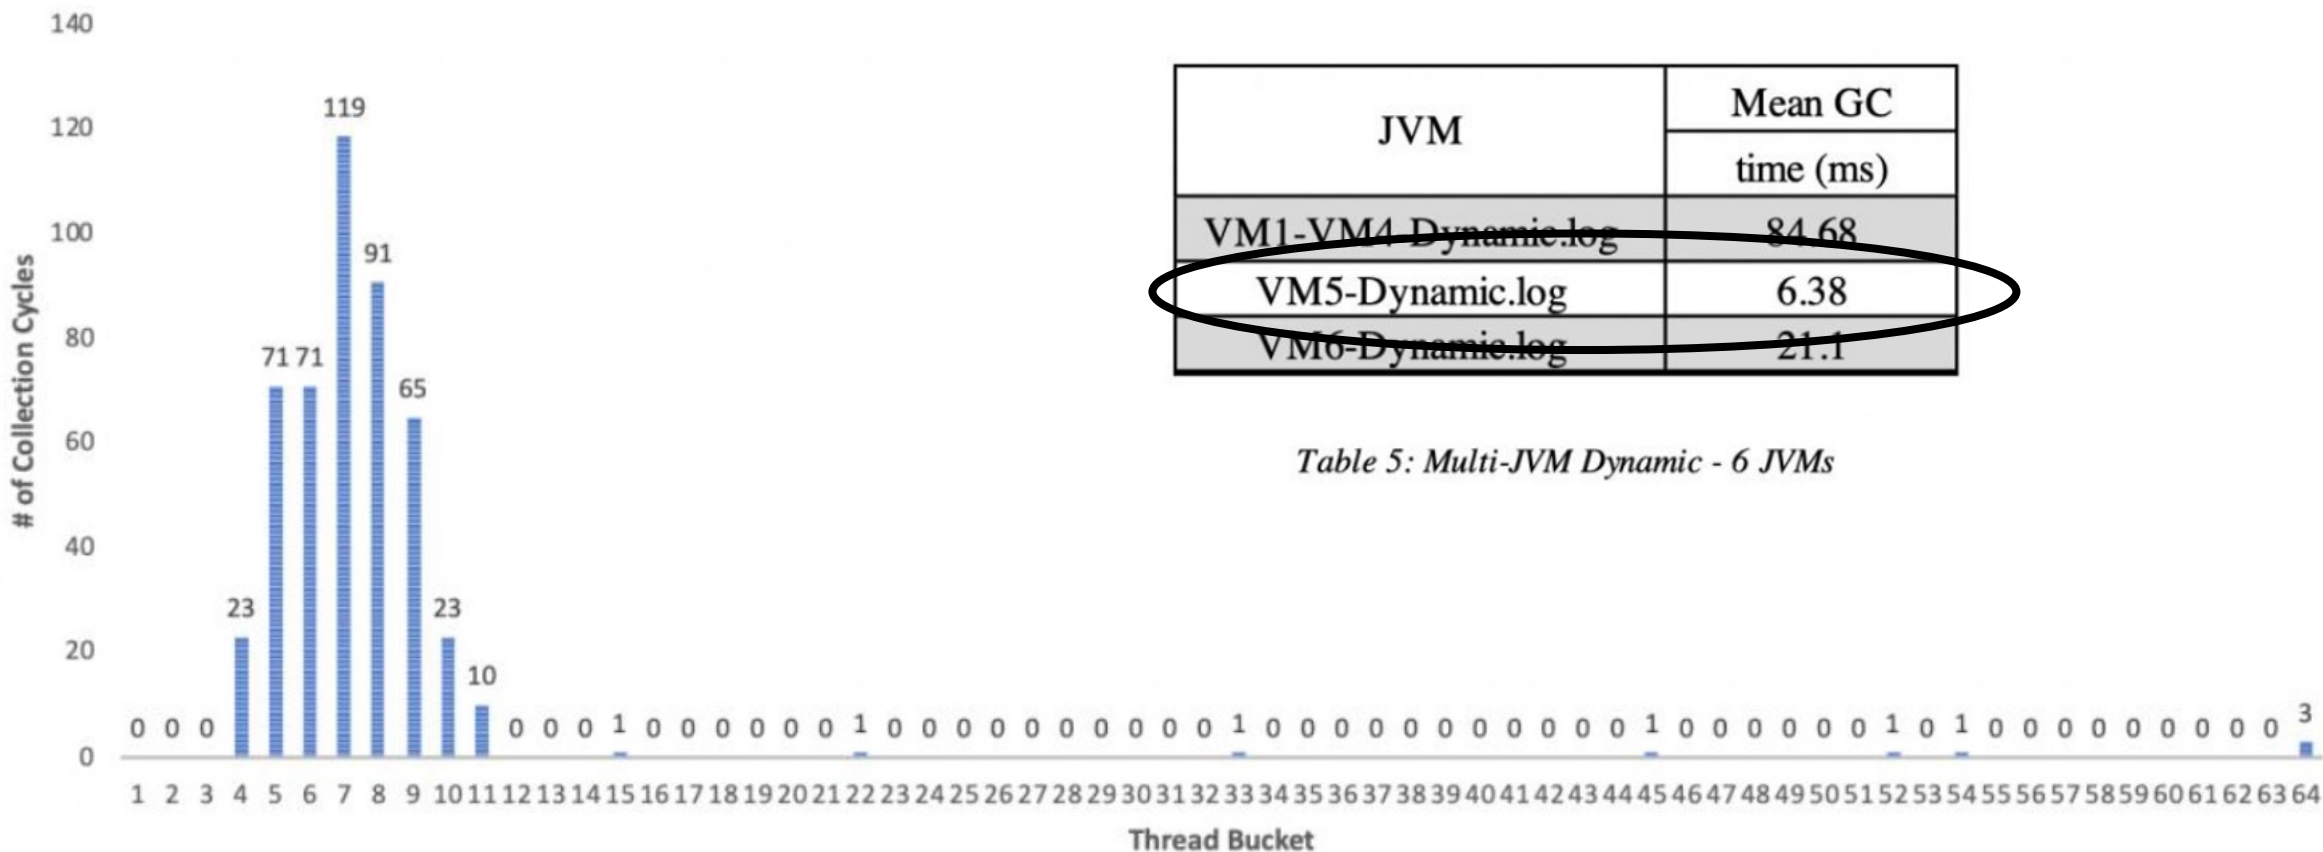 140
120
100
80
60
40
20
0
# of Collection Cycles
0 0 0 23 71 71 119 91 65 23 10 0 0 0 1 0 0 0 0 0 0 1 0 0 0 0 0 0 0 0 0 0 1 0 0 0 0 0 0 0 0 0 0 0 1 0 0 0 0 0 0 1 0 1 0 0 0 0 0 0 0 0 0 3
1 2 3 4 5 6 7 8 9 10 11 12 13 14 15 16 17 18 19 20 21 22 23 24 25 26 27 28 29 30 31 32 33 34 35 36 37 38 39 40 41 42 43 44 45 46 47 48 49 50 51 52 53 54 55 56 57 58 59 60 61 62 63 64
Thread Bucket
JVM
Mean GC
time (ms)
VM1-VM4-Dynamic.log 84.68
VM5-Dynamic.log 6.38
VM6-Dynamic.log 21.1
Table 5: Multi-JVM Dynamic - 6 JVMs